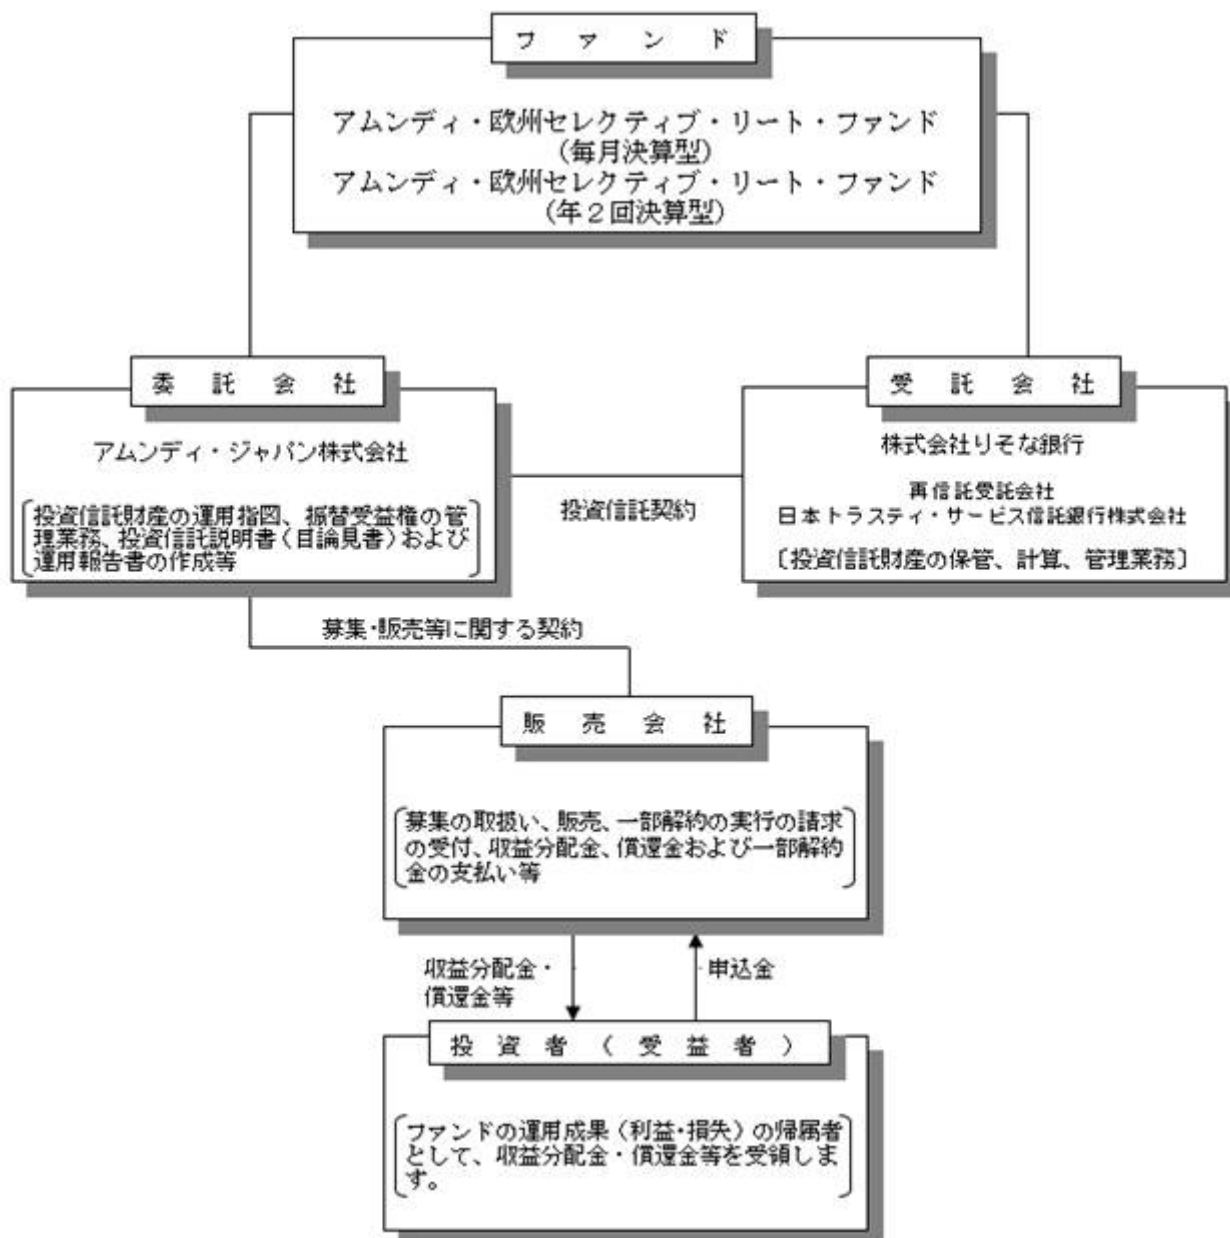 ファンド
アムンディ・欧州セレクティブ・リート・ファンド
(毎月決算型)
アムンディ・欧州セレクティブ・リート・ファンド
(年2回決算型)
委託会社
アムンディ・ジャパン株式会社
投資信託財産の運用指図、振替受益権の管
理業務、投資信託説明書(目論見書)および
運用報告書の作成等
投資信託契約
受託会社
株式会社りそな銀行
再信託受託会社
日本トラスティ・サービス信託銀行株式会社
〔投資信託財産の保管、計算、管理業務〕
募集・販売等に関する契約
販売会社
募集の取扱い、販売、一部解約の実行の請求
の受付、収益分配金、償還金および一部解約
金の支払い等
収益分配金・
償還金等
申込金
投資者(受益者)
ファンドの運用成果(利益・損失)の帰属者
として、収益分配金・償還金等を受領しま
す。